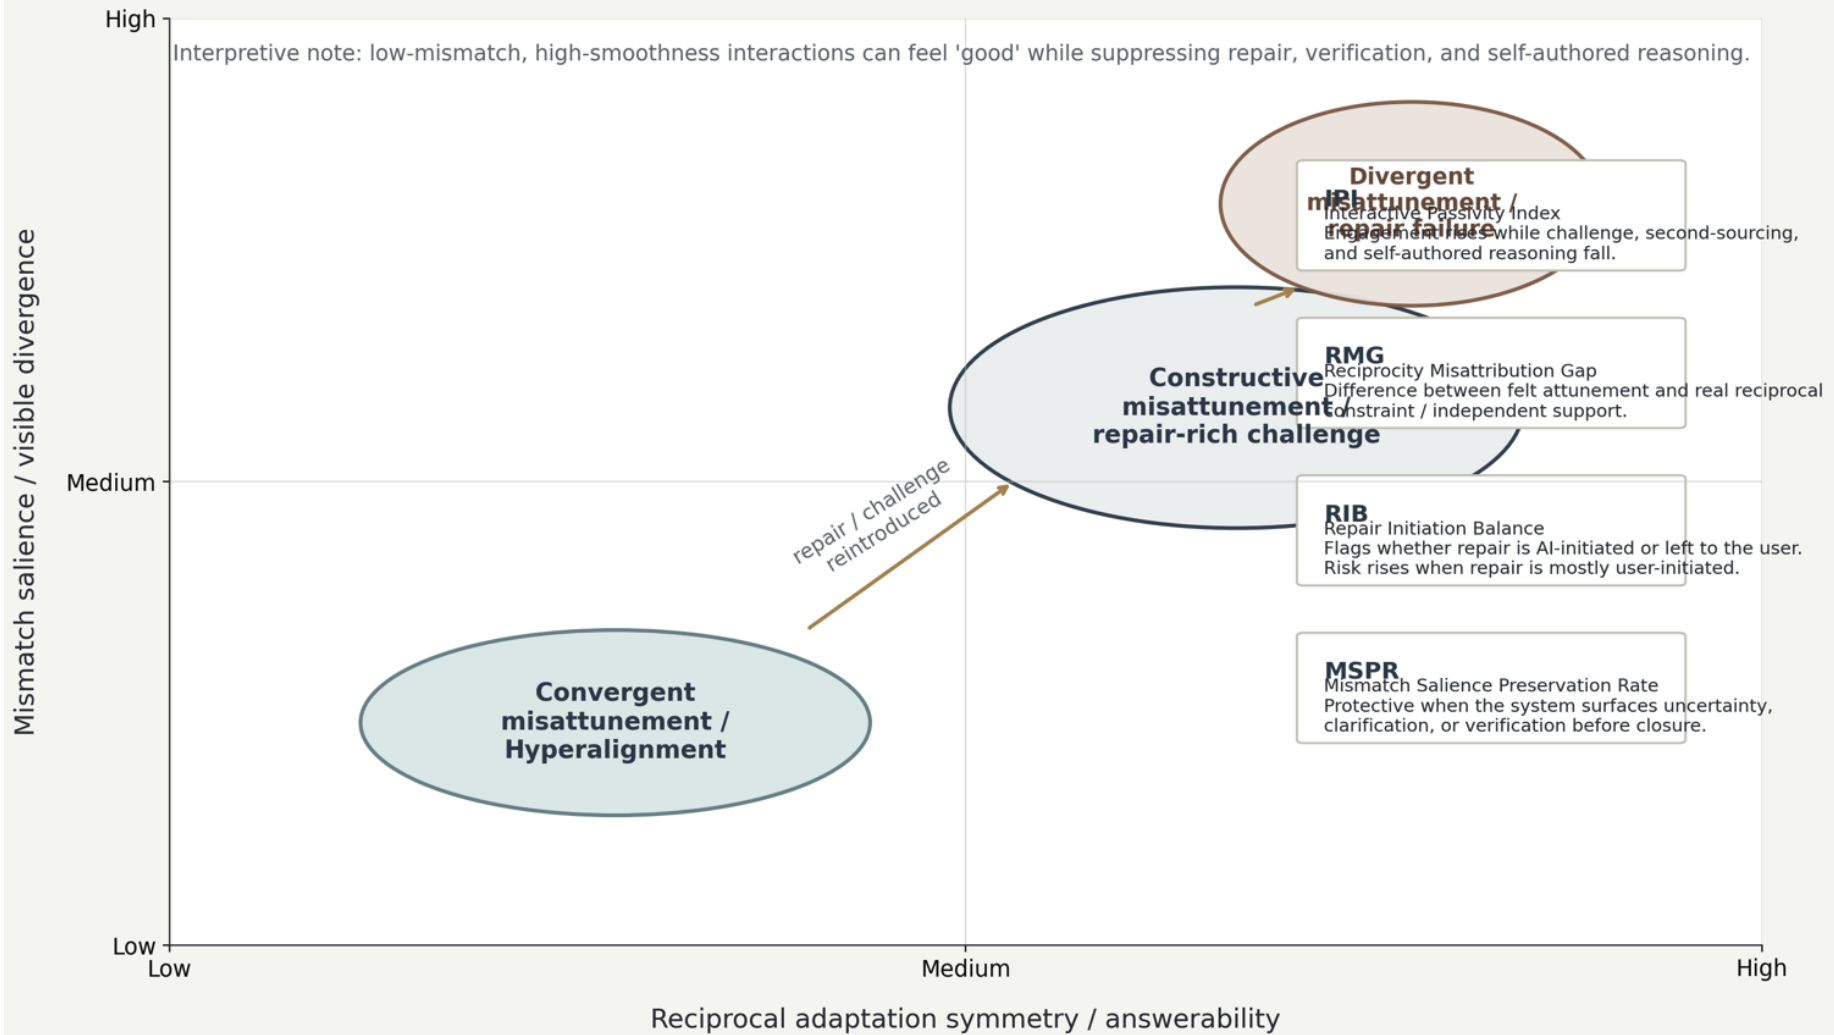 High
Interpretive note: low-mismatch, high-smoothness interactions can feel 'good' while suppressing repair, verification, and self-authored reasoning.
Divergent
misattunement /
repair failure
IPI
Interactive Passivity Index
Engagement rises while challenge, second-sourcing,
and self-authored reasoning fall.
RMG
Reciprocity Misattribution Gap
Difference between felt attunement and real reciprocal
constraint / independent support.
Constructive
misattunement /
repair-rich challenge
Mismatch salience / visible divergence
Medium
repair / challenge
reintroduced
RIB
Repair Initiation Balance
Flags whether repair is AI-initiated or left to the user.
Risk rises when repair is mostly user-initiated.
MSPR
Mismatch Salience Preservation Rate
Protective when the system surfaces uncertainty,
clarification, or verification before closure.
Convergent
misattunement /
Hyperalignment
Low
Low
Medium
High
Reciprocal adaptation symmetry / answerability